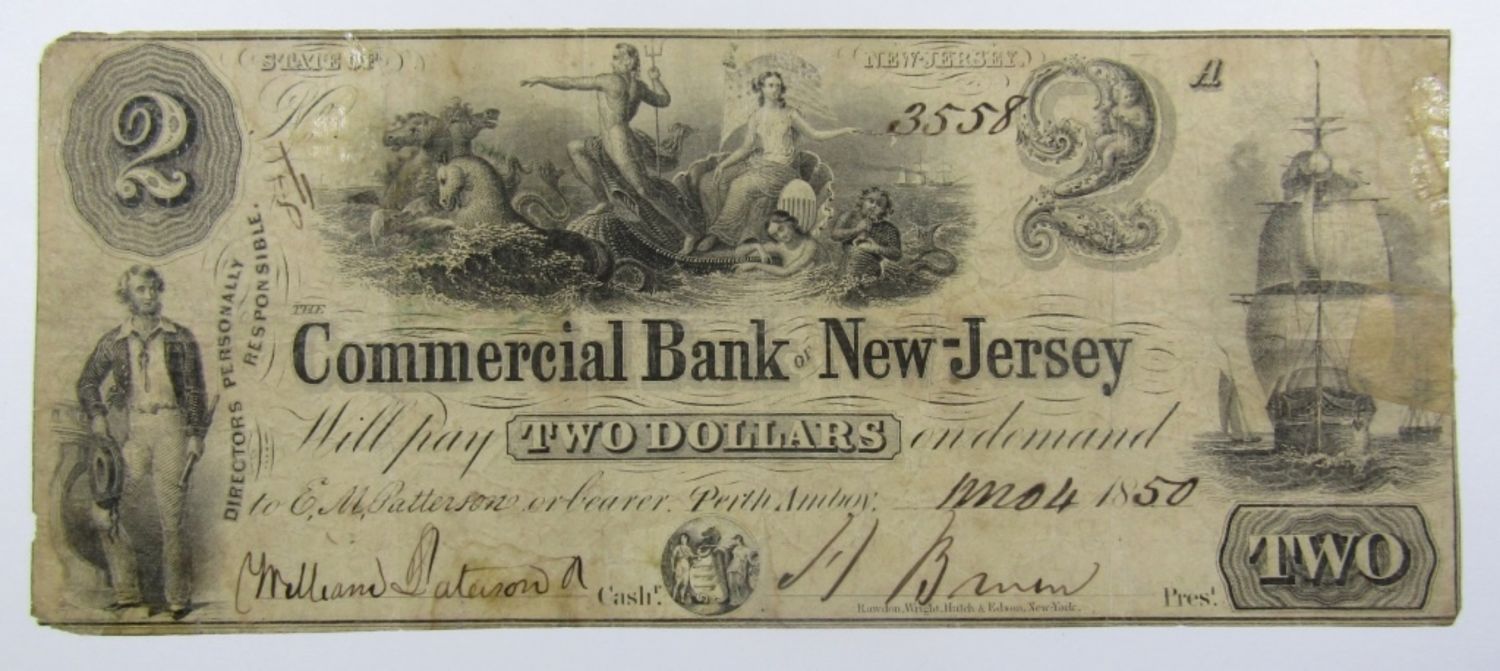 STATE OF NEW-JERSEY.
2
No. 3558
A
DIRECTORS PERSONALLY
RESPONSIBLE.
2
THE
Commercial Bank OF New-Jersey
Will pay TWO DOLLARS on demand
to E. M. Patterson or bearer. Perth Amboy. 4 1850
William Paterson Cash.r Pres.t
TWO
Rawdon, Wright, Hatch & Edson, New-York.